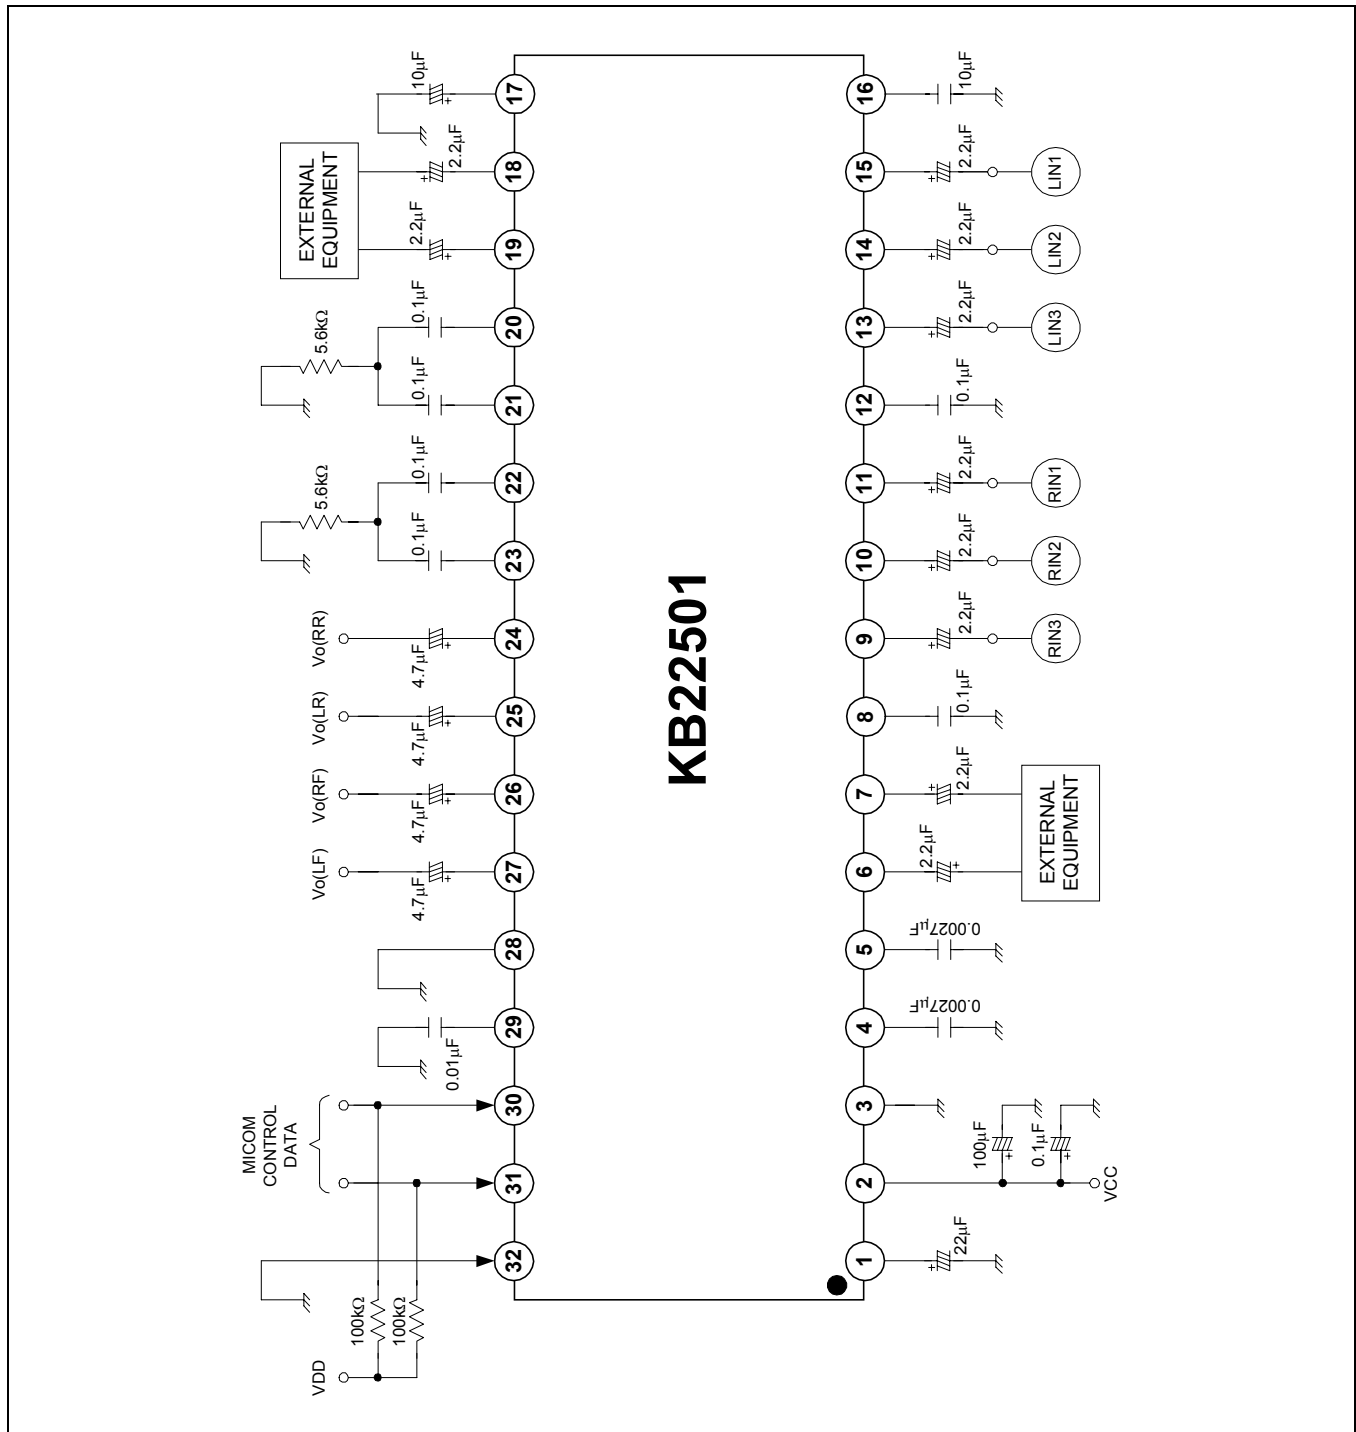 10µF
17
16
10µF
EXTERNAL
EQUIPMENT
2.2µF
18
15
2.2µF
LIN1
2.2µF
19
14
2.2µF
LIN2
0.1µF
20
13
2.2µF
LIN3
5.6kΩ
0.1µF
21
12
0.1µF
0.1µF
22
11
2.2µF
RIN1
5.6kΩ
0.1µF
23
10
2.2µF
RIN2
KB22501
Vo(RR)
4.7µF
24
9
2.2µF
RIN3
Vo(LR)
4.7µF
25
8
0.1µF
Vo(RF)
4.7µF
26
7
2.2µF
EXTERNAL
EQUIPMENT
Vo(LF)
4.7µF
27
6
2.2µF
28
5
0.0027µF
0.01µF
29
4
0.0027µF
MICOM
CONTROL
DATA
30
3
31
2
100µF
0.1µF
VCC
32
1
22µF
100kΩ
100kΩ
VDD